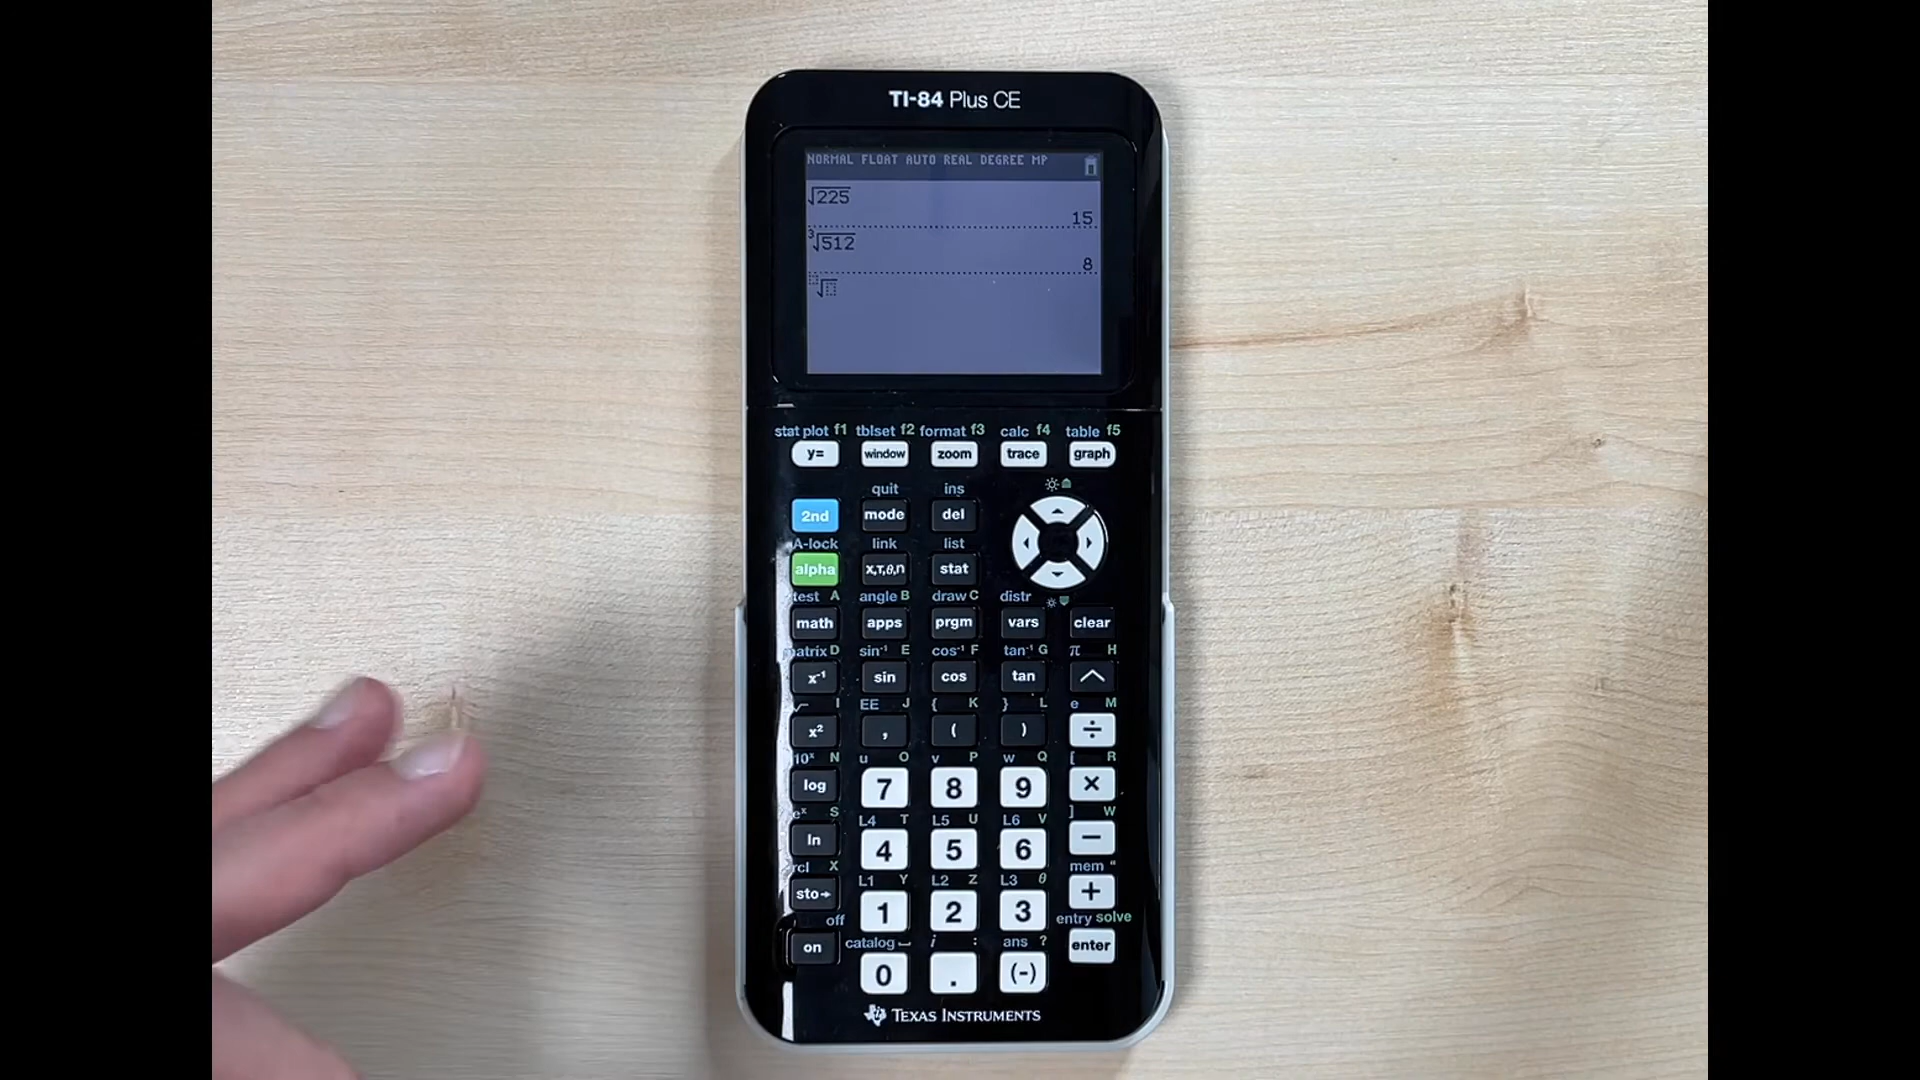 TI-84 Plus CE
NORMAL FLOAT AUTO REAL DEGREE MP
√225
15
³√512
8
√
stat plot f1 tblset f2 format f3 calc f4 table f5
y= window zoom trace graph
quit ins
2nd mode del
A-lock link list
alpha x,τ,θ,n stat
test A angle B draw C distr
math apps prgm vars clear
matrix D sin⁻¹ E cos⁻¹ F tan⁻¹ G π H
x⁻¹ sin cos tan ^
√ I EE J { K } L e M
x² , ( ) ÷
10ˣ N u O v P w Q [ R
log 7 8 9 ×
eˣ S L4 T L5 U L6 V ] W
ln 4 5 6 −
rcl X L1 Y L2 Z L3 θ mem "
sto→ 1 2 3 +
off catalog i : ans ? entry solve
on 0 . (-) enter
TEXAS INSTRUMENTS